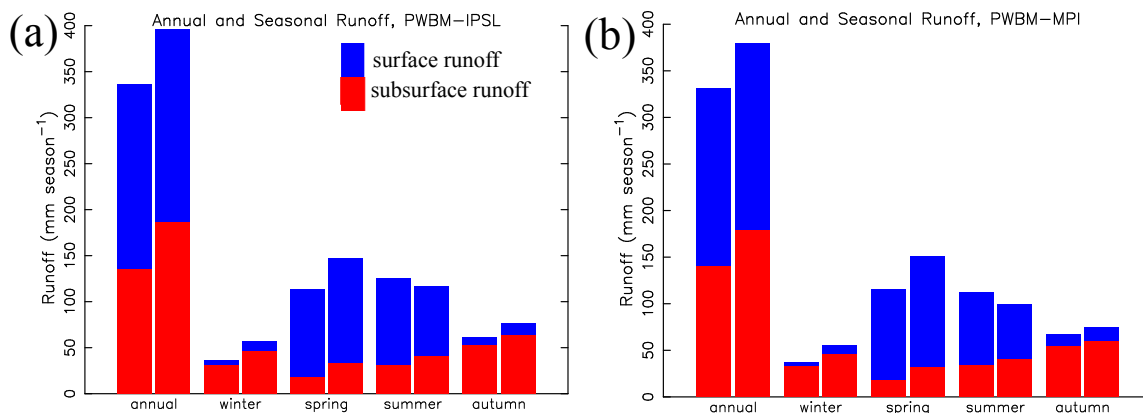 (a)
Annual and Seasonal Runoff, PWBM−IPSL
surface runoff
subsurface runoff
Runoff (mm season−1)
400
350
300
250
200
150
100
50
0
annual winter spring summer autumn
(b)
Annual and Seasonal Runoff, PWBM−MPI
Runoff (mm season−1)
400
350
300
250
200
150
100
50
0
annual winter spring summer autumn